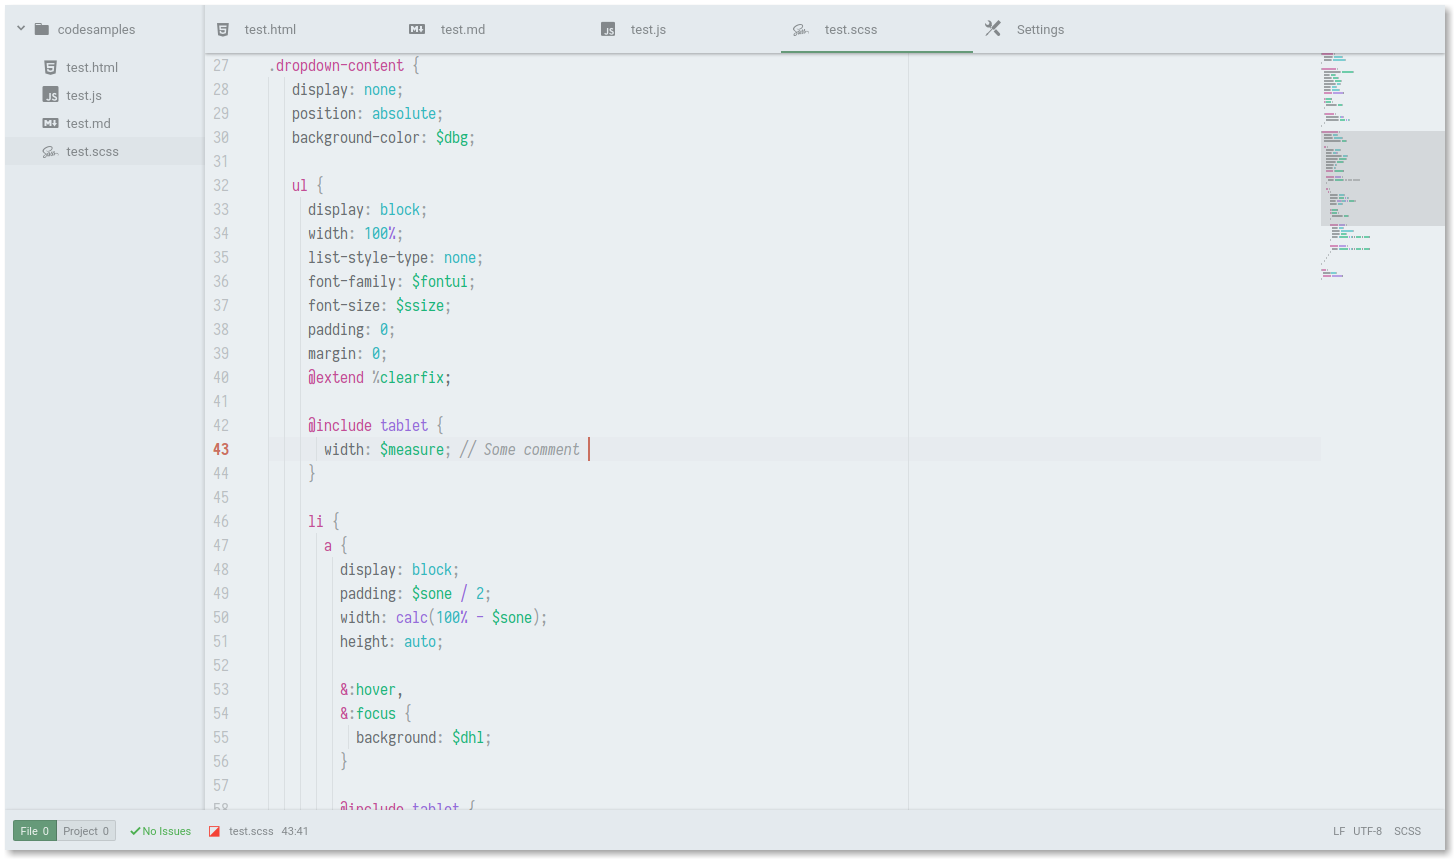 codesamples
test.html
test.js
test.md
test.scss
test.html test.md test.js test.scss Settings
27 .dropdown-content {
28 display: none;
29 position: absolute;
30 background-color: $dbg;
31
32 ul {
33 display: block;
34 width: 100%;
35 list-style-type: none;
36 font-family: $fontui;
37 font-size: $ssize;
38 padding: 0;
39 margin: 0;
40 @extend %clearfix;
41
42 @include tablet {
43 width: $measure; // Some comment
44 }
45
46 li {
47 a {
48 display: block;
49 padding: $sone / 2;
50 width: calc(100% - $sone);
51 height: auto;
52
53 &:hover,
54 &:focus {
55 background: $dhl;
56 }
57
58 @include tablet {
File 0 Project 0 No Issues test.scss 43:41 LF UTF-8 SCSS